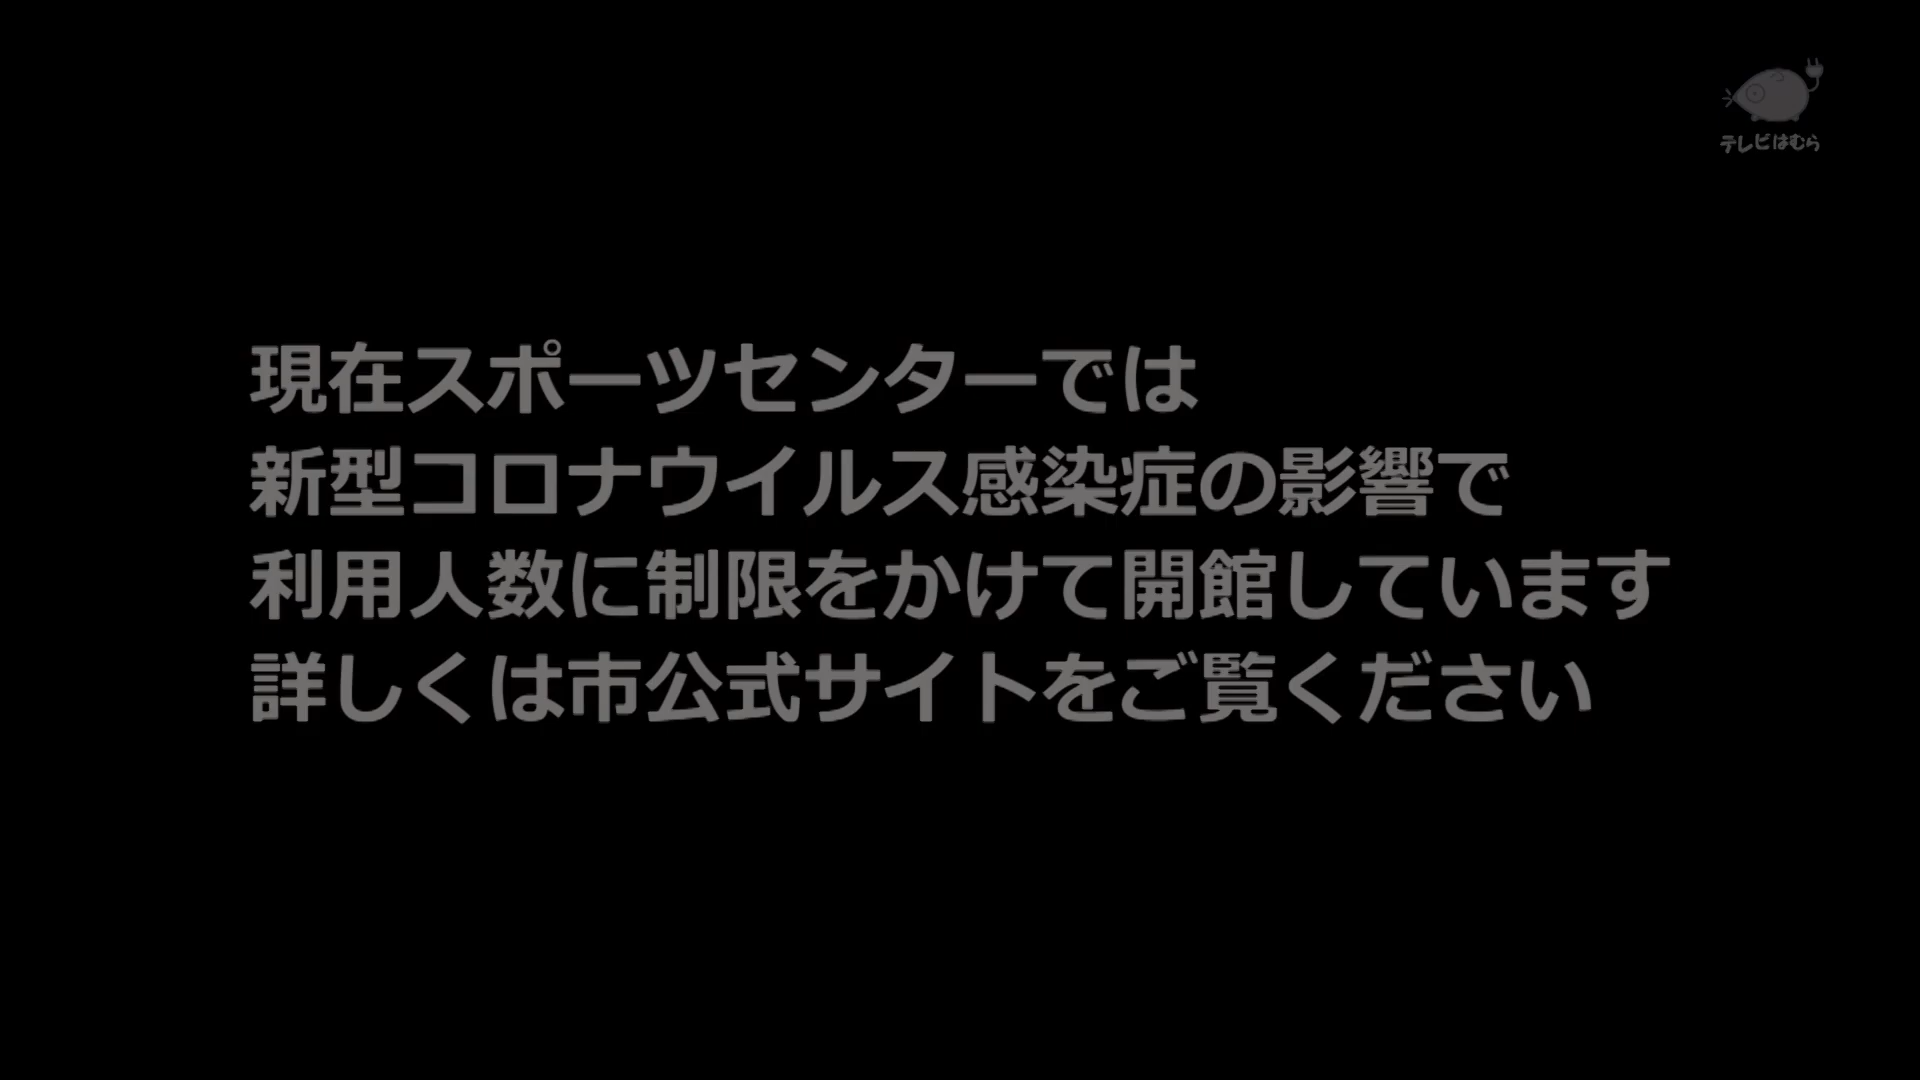 テレビはむら
現在スポーツセンターでは
新型コロナウイルス感染症の影響で
利用人数に制限をかけて開館しています
詳しくは市公式サイトをご覧ください